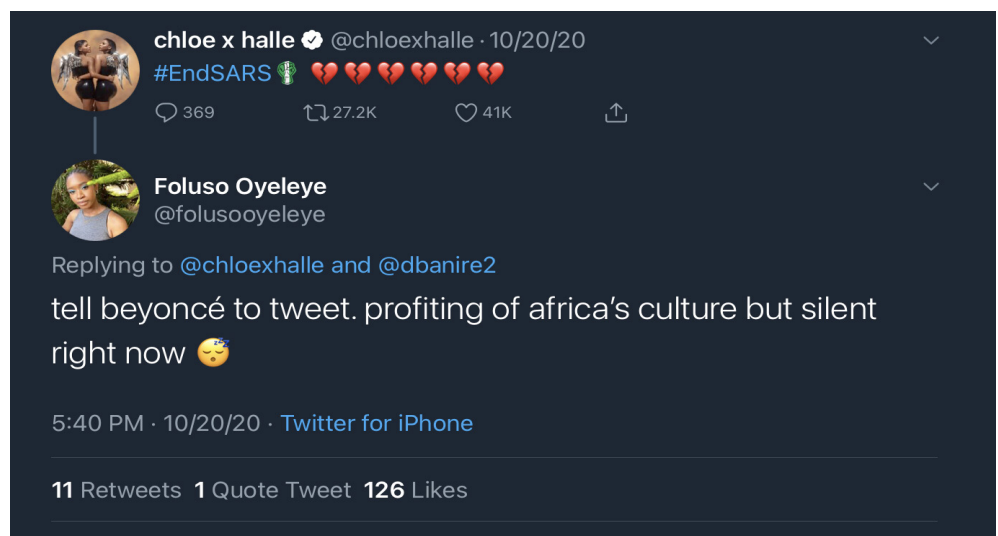 chloe x halle @chloexhalle · 10/20/20
#EndSARS 💔 💔 💔 💔 💔 💔
369 27.2K 41K
Foluso Oyeleye
@folusooyeleye
Replying to @chloexhalle and @dbanire2
tell beyoncé to tweet. profiting of africa’s culture but silent
right now 😴
5:40 PM · 10/20/20 · Twitter for iPhone
11 Retweets 1 Quote Tweet 126 Likes